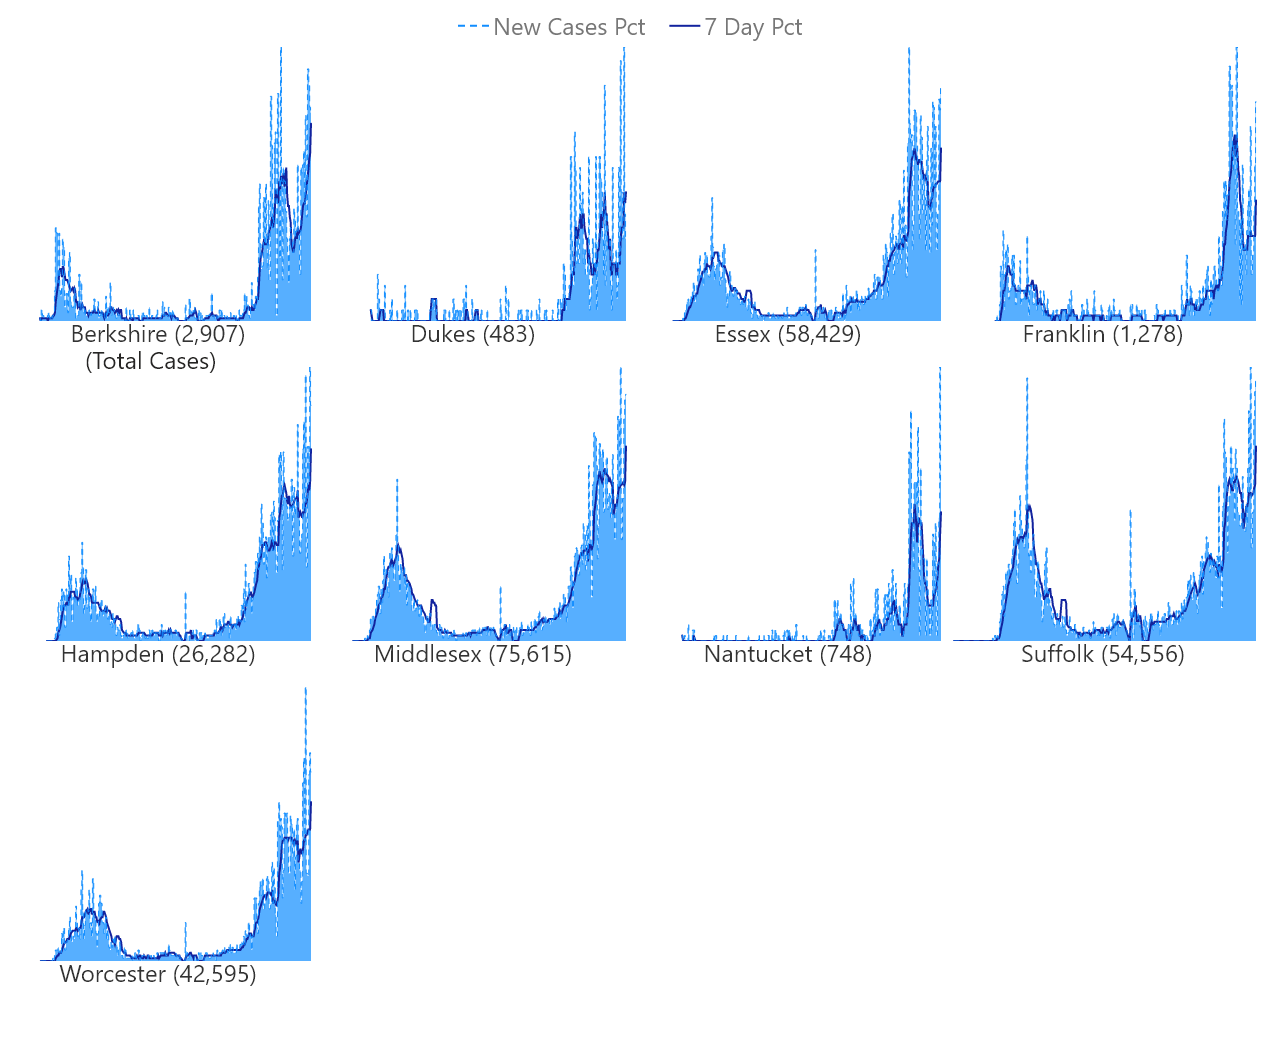 New Cases Pct 7 Day Pct
Berkshire (2,907)
(Total Cases)
Dukes (483)
Essex (58,429)
Franklin (1,278)
Hampden (26,282)
Middlesex (75,615)
Nantucket (748)
Suffolk (54,556)
Worcester (42,595)